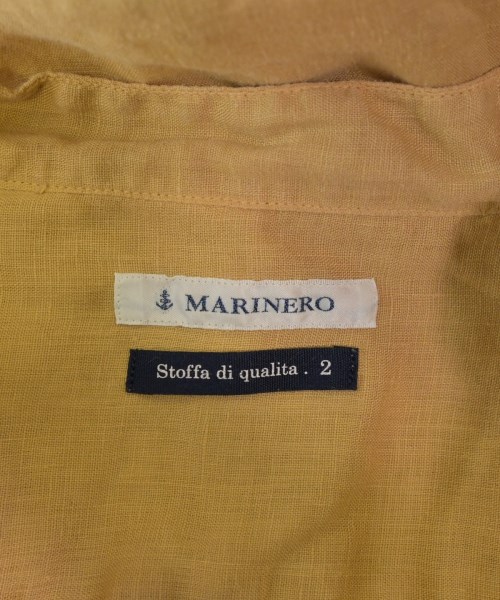 MARINERO
Stoffa di qualita . 2